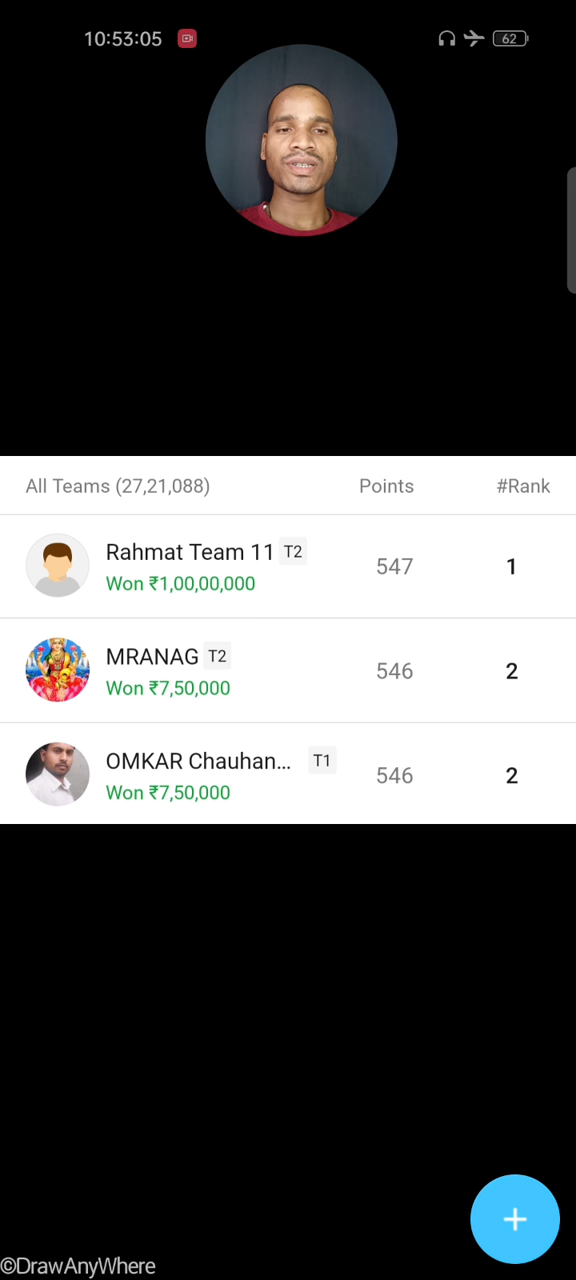 10:53:05
62
All Teams (27,21,088) Points #Rank
Rahmat Team 11 T2
Won ₹1,00,00,000
547 1
MRANAG T2
Won ₹7,50,000
546 2
OMKAR Chauhan... T1
Won ₹7,50,000
546 2
+
©DrawAnyWhere